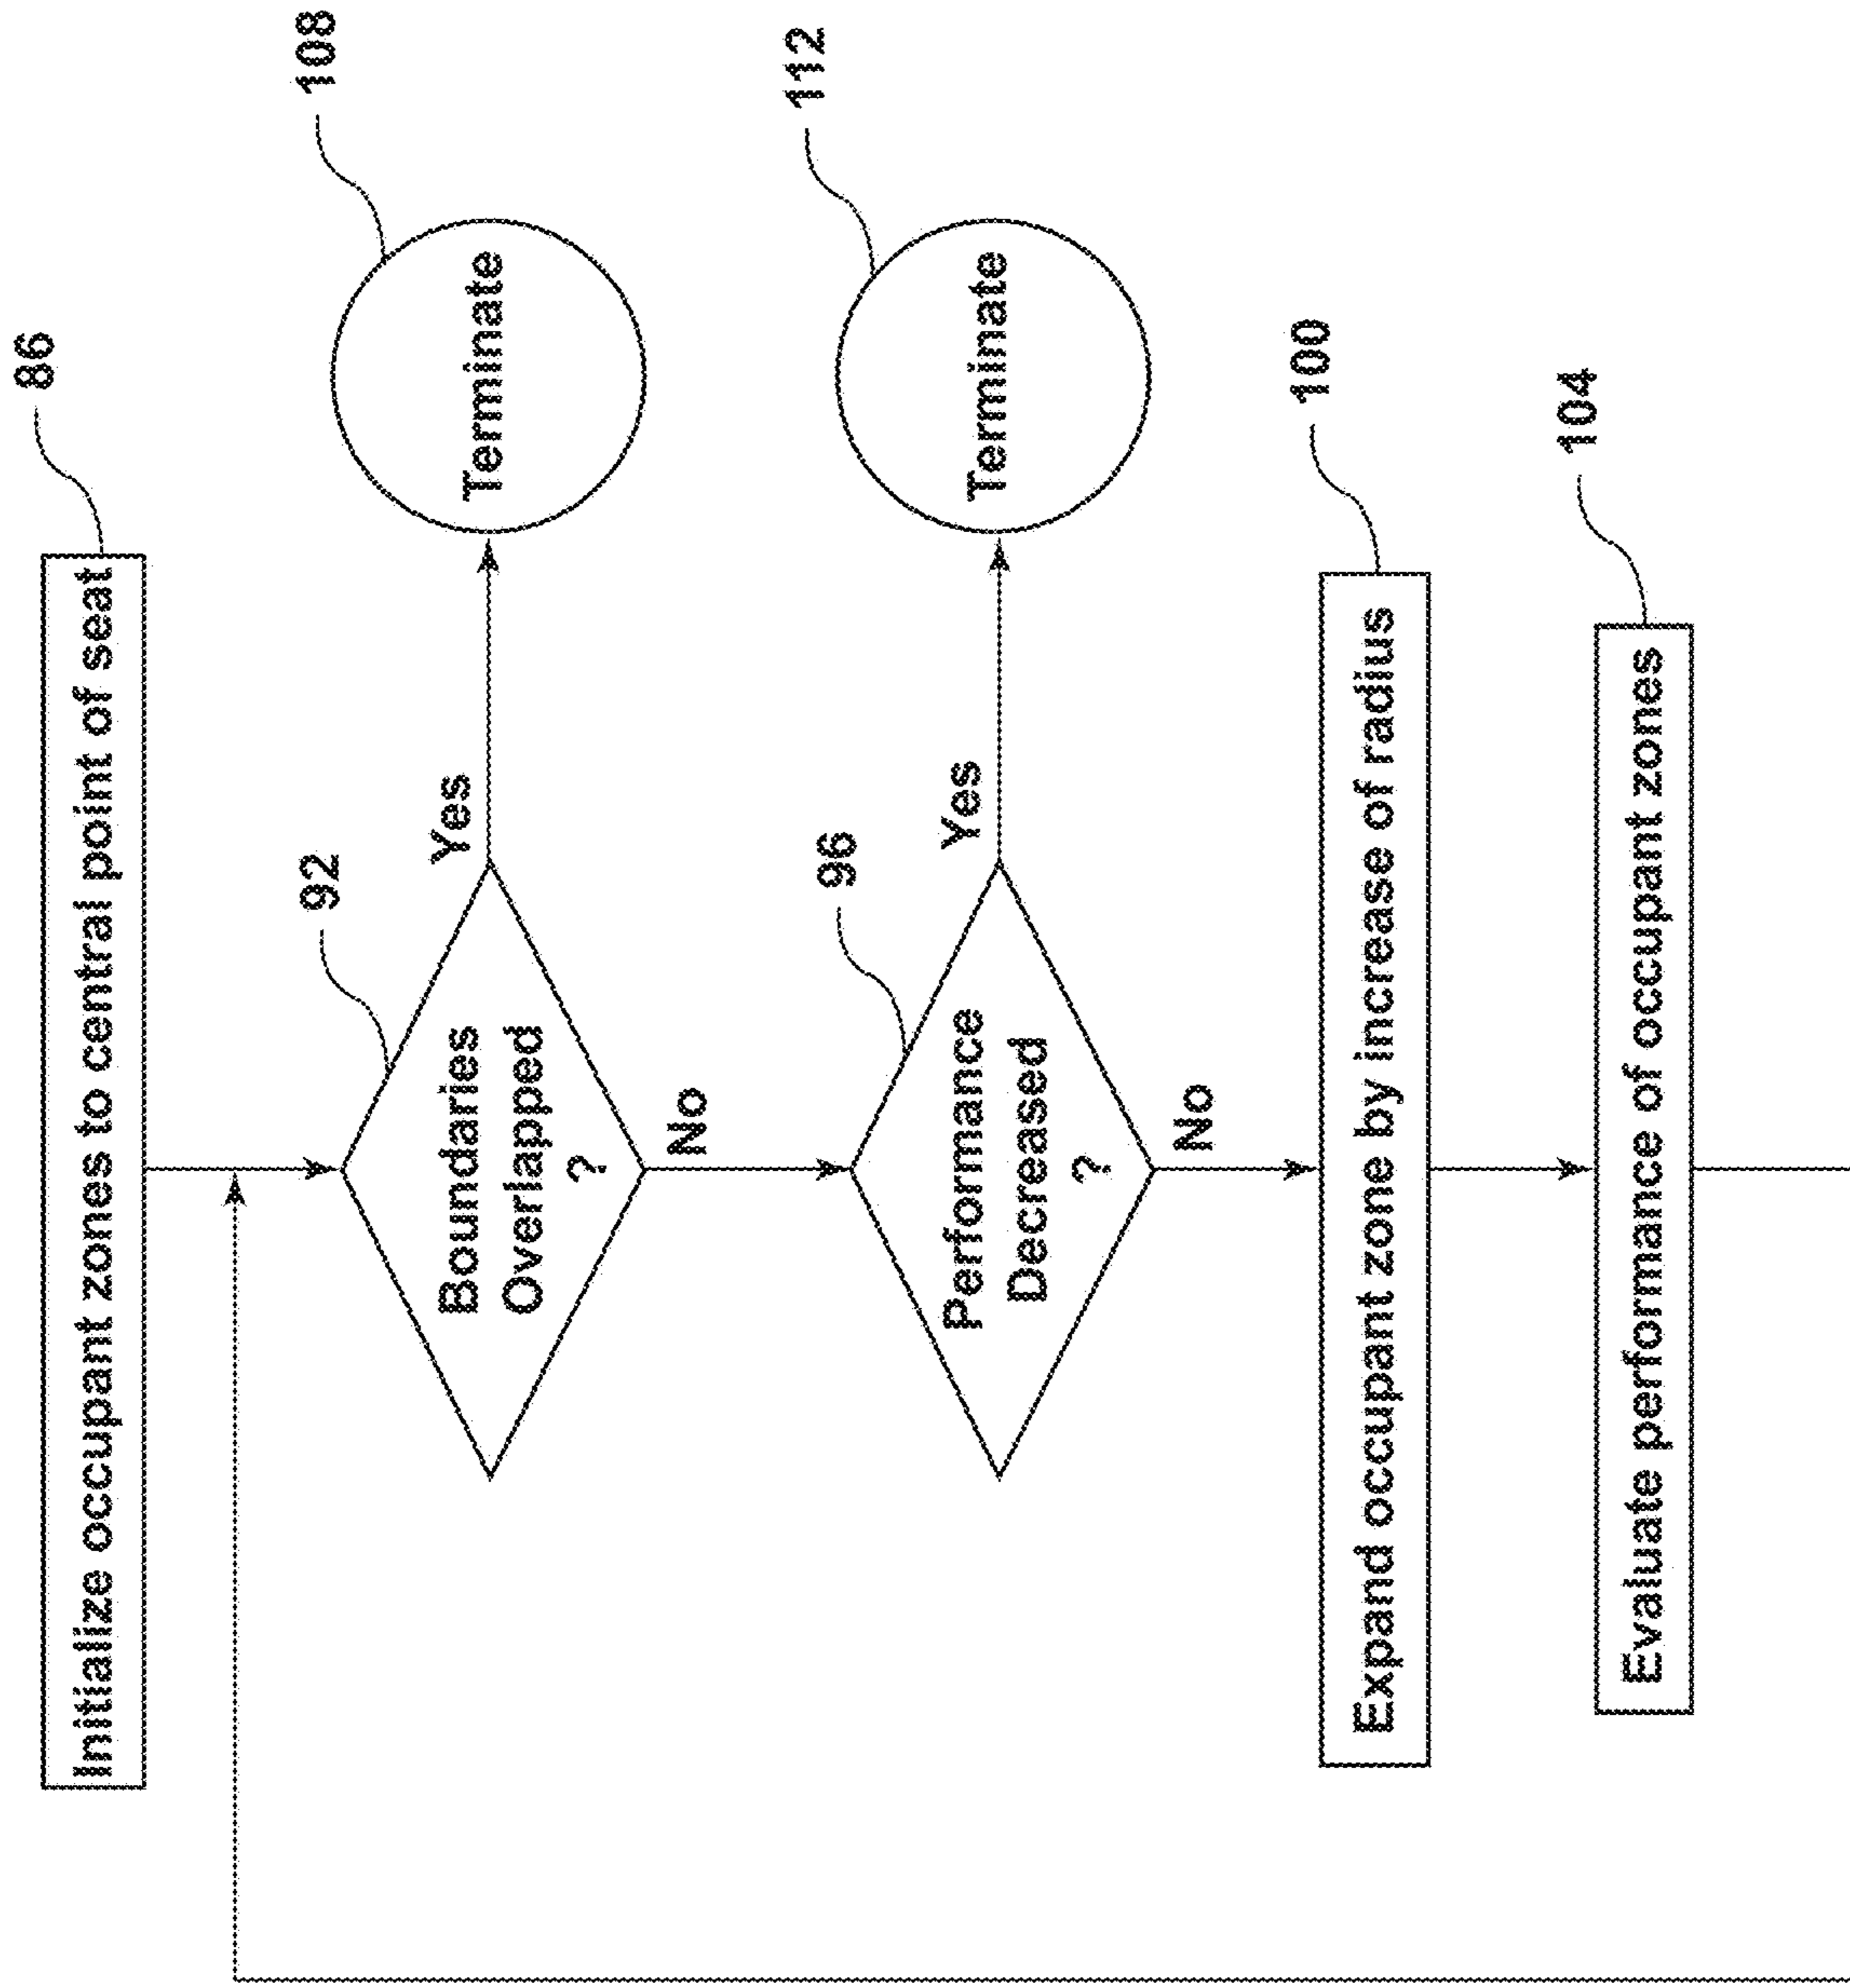 86
Initialize occupant zones to central point of seat
92
Boundaries
Overlapped
?
Yes
108
Terminate
No
96
Performance
Decreased
?
Yes
112
Terminate
No
100
Expand occupant zone by increase of radius
104
Evaluate performance of occupant zones